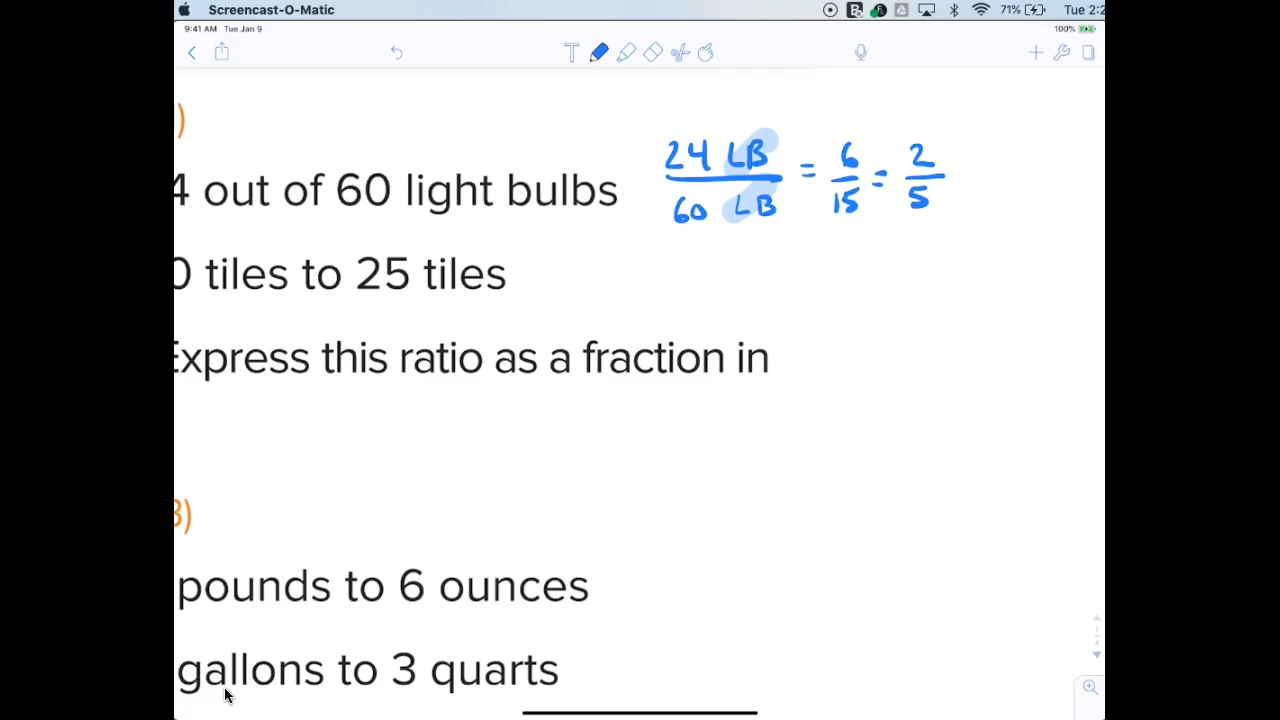 Screencast-O-Matic 71% Tue 2:2
9:41 AM Tue Jan 9 100%
T
)
4 out of 60 light bulbs
24 LB / 60 LB = 6/15 = 2/5
0 tiles to 25 tiles
Express this ratio as a fraction in
3)
pounds to 6 ounces
gallons to 3 quarts